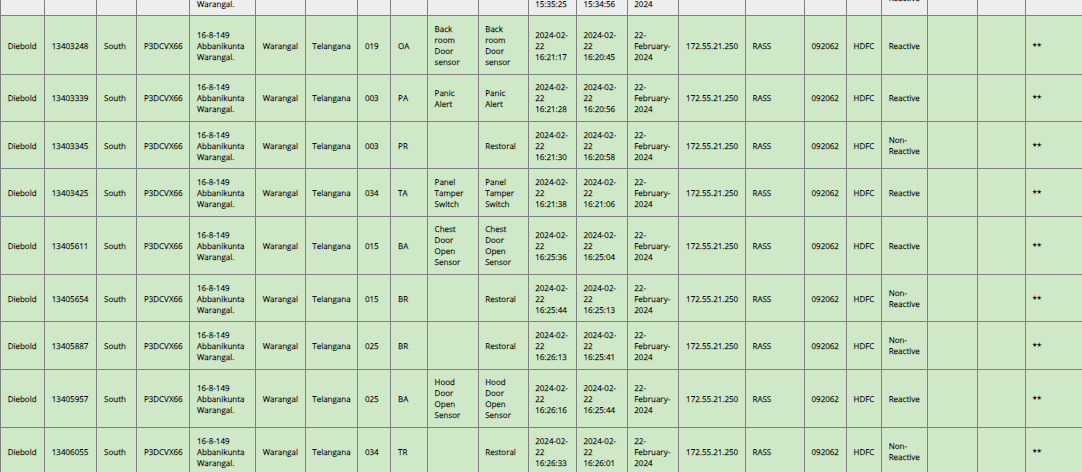 Warangal. 15:35:25 15:34:56 2024
Diebold 13403248 South P3DCVX66 16-8-149 Abbanikunta Warangal. Warangal Telangana 019 OA Back room Door sensor Back room Door sensor 2024-02-22 16:21:17 2024-02-22 16:20:45 22-February-2024 172.55.21.250 RASS 092062 HDFC Reactive **
Diebold 13403339 South P3DCVX66 16-8-149 Abbanikunta Warangal. Warangal Telangana 003 PA Panic Alert Panic Alert 2024-02-22 16:21:28 2024-02-22 16:20:56 22-February-2024 172.55.21.250 RASS 092062 HDFC Reactive **
Diebold 13403345 South P3DCVX66 16-8-149 Abbanikunta Warangal. Warangal Telangana 003 PR Restoral 2024-02-22 16:21:30 2024-02-22 16:20:58 22-February-2024 172.55.21.250 RASS 092062 HDFC Non-Reactive **
Diebold 13403425 South P3DCVX66 16-8-149 Abbanikunta Warangal. Warangal Telangana 034 TA Panel Tamper Switch Panel Tamper Switch 2024-02-22 16:21:38 2024-02-22 16:21:06 22-February-2024 172.55.21.250 RASS 092062 HDFC Reactive **
Diebold 13405611 South P3DCVX66 16-8-149 Abbanikunta Warangal. Warangal Telangana 015 BA Chest Door Open Sensor Chest Door Open Sensor 2024-02-22 16:25:36 2024-02-22 16:25:04 22-February-2024 172.55.21.250 RASS 092062 HDFC Reactive **
Diebold 13405654 South P3DCVX66 16-8-149 Abbanikunta Warangal. Warangal Telangana 015 BR Restoral 2024-02-22 16:25:44 2024-02-22 16:25:13 22-February-2024 172.55.21.250 RASS 092062 HDFC Non-Reactive **
Diebold 13405887 South P3DCVX66 16-8-149 Abbanikunta Warangal. Warangal Telangana 025 BR Restoral 2024-02-22 16:26:13 2024-02-22 16:25:41 22-February-2024 172.55.21.250 RASS 092062 HDFC Non-Reactive **
Diebold 13405957 South P3DCVX66 16-8-149 Abbanikunta Warangal. Warangal Telangana 025 BA Hood Door Open Sensor Hood Door Open Sensor 2024-02-22 16:26:16 2024-02-22 16:25:44 22-February-2024 172.55.21.250 RASS 092062 HDFC Reactive **
Diebold 13406055 South P3DCVX66 16-8-149 Abbanikunta Warangal. Warangal Telangana 034 TR Restoral 2024-02-22 16:26:33 2024-02-22 16:26:01 22-February-2024 172.55.21.250 RASS 092062 HDFC Non-Reactive **